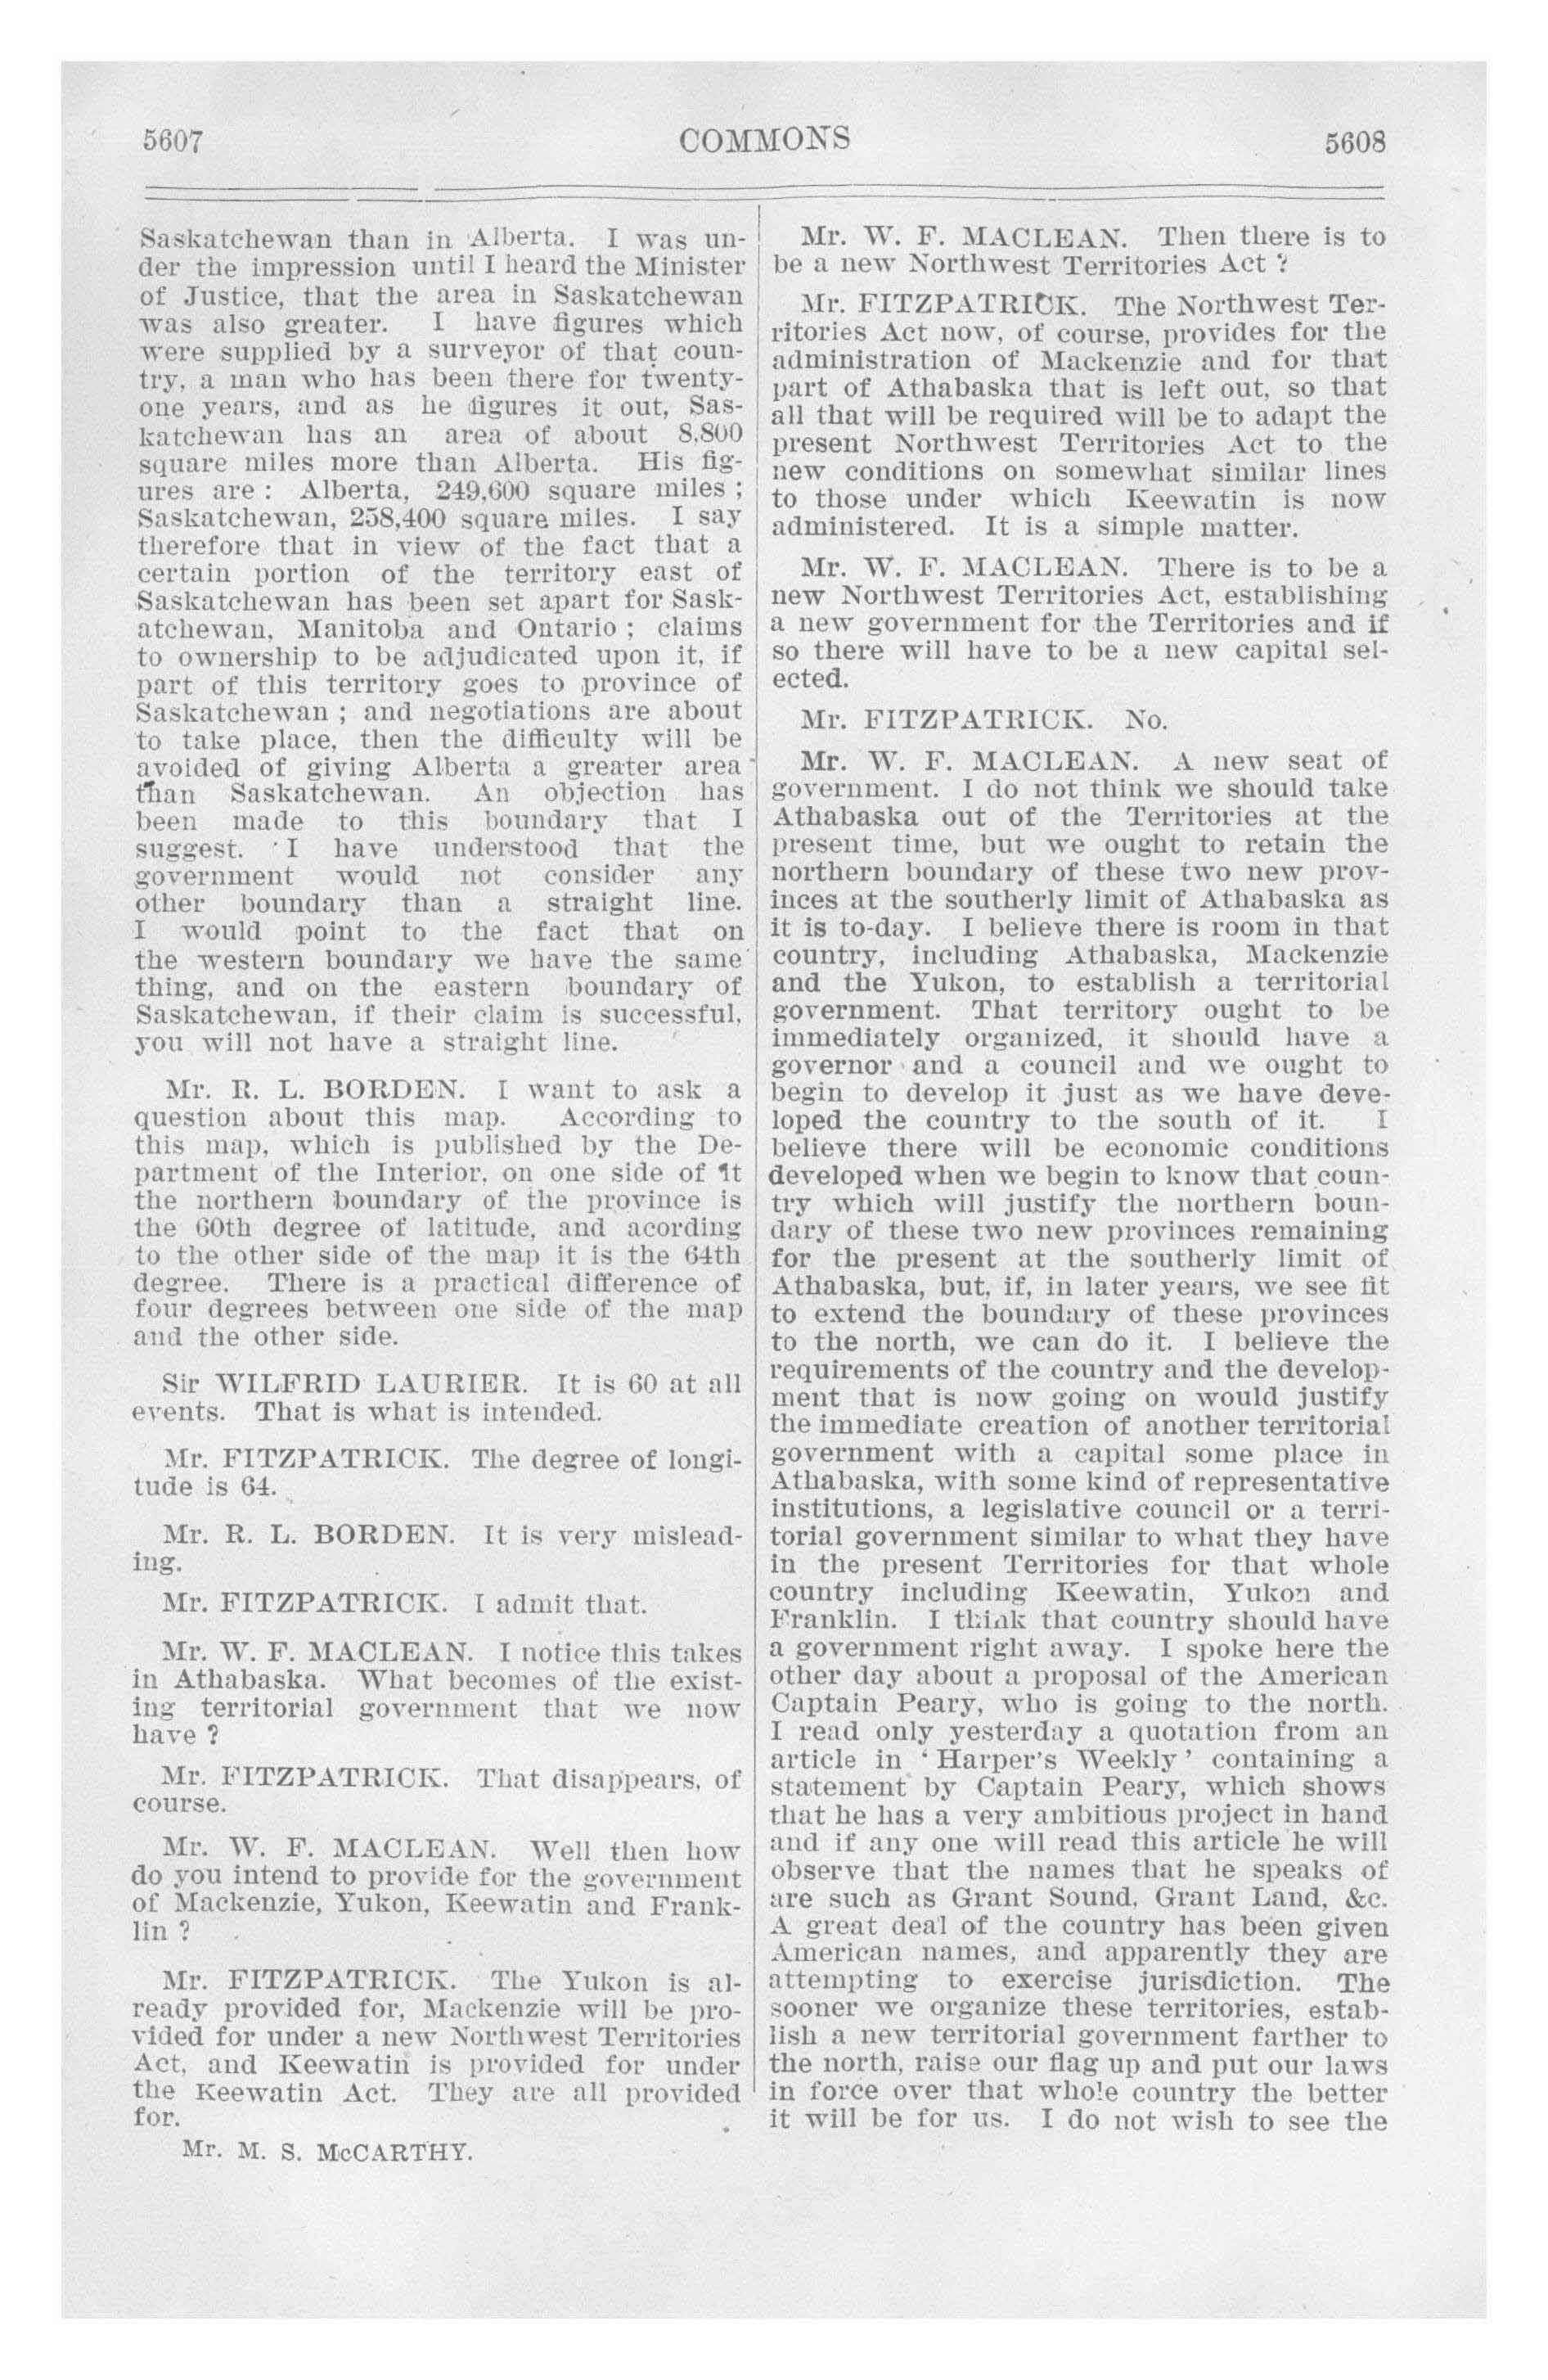 5607
COMMONS
5608
Saskatchewan than in Alberta. I was un-
der the impression until I heard the Minister
of Justice, that the area in Saskatchewan
was also greater. I have figures which
were supplied by a surveyor of that coun-
try, a man who has been there for twenty-
one years, and as he figures it out, Sas-
katchewan has an area of about 8,800
square miles more than Alberta. His fig-
ures are : Alberta, 249,600 square miles ;
Saskatchewan, 258,400 square miles. I say
therefore that in view of the fact that a
certain portion of the territory east of
Saskatchewan has been set apart for Sask-
atchewan, Manitoba and Ontario ; claims
to ownership to be adjudicated upon it, if
part of this territory goes to province of
Saskatchewan ; and negotiations are about
to take place, then the difficulty will be
avoided of giving Alberta a greater area
than Saskatchewan. An objection has
been made to this boundary that I
suggest. I have understood that the
government would not consider any
other boundary than a straight line.
I would point to the fact that on
the western boundary we have the same
thing, and on the eastern boundary of
Saskatchewan, if their claim is successful,
you will not have a straight line.
Mr. R. L. BORDEN. I want to ask a
question about this map. According to
this map, which is published by the De-
partment of the Interior, on one side of it
the northern boundary of the province is
the 60th degree of latitude, and acording
to the other side of the map it is the 64th
degree. There is a practical difference of
four degrees between one side of the map
and the other side.
Sir WILFRID LAURIER. It is 60 at all
events. That is what is intended.
Mr. FITZPATRICK. The degree of longi-
tude is 64.
Mr. R. L. BORDEN. It is very mislead-
ing.
Mr. FITZPATRICK. I admit that.
Mr. W. F. MACLEAN. I notice this takes
in Athabaska. What becomes of the exist-
ing territorial government that we now
have ?
Mr. FITZPATRICK. That disappears, of
course.
Mr. W. F. MACLEAN. Well then how
do you intend to provide for the government
of Mackenzie, Yukon, Keewatin and Frank-
lin ?
Mr. FITZPATRICK. The Yukon is al-
ready provided for, Mackenzie will be pro-
vided for under a new Northwest Territories
Act, and Keewatin is provided for under
the Keewatin Act. They are all provided
for.
Mr. M. S. McCARTHY.
Mr. W. F. MACLEAN. Then there is to
be a new Northwest Territories Act ?
Mr. FITZPATRICK. The Northwest Ter-
ritories Act now, of course, provides for the
administration of Mackenzie and for that
part of Athabaska that is left out, so that
all that will be required will be to adapt the
present Northwest Territories Act to the
new conditions on somewhat similar lines
to those under which Keewatin is now
administered. It is a simple matter.
Mr. W. F. MACLEAN. There is to be a
new Northwest Territories Act, establishing
a new government for the Territories and if
so there will have to be a new capital sel-
ected.
Mr. FITZPATRICK. No.
Mr. W. F. MACLEAN. A new seat of
government. I do not think we should take
Athabaska out of the Territories at the
present time, but we ought to retain the
northern boundary of these two new prov-
inces at the southerly limit of Athabaska as
it is to-day. I believe there is room in that
country, including Athabaska, Mackenzie
and the Yukon, to establish a territorial
government. That territory ought to be
immediately organized, it should have a
governor and a council and we ought to
begin to develop it just as we have deve-
loped the country to the south of it. I
believe there will be economic conditions
developed when we begin to know that coun-
try which will justify the northern boun-
dary of these two new provinces remaining
for the present at the southerly limit of
Athabaska, but, if, in later years, we see fit
to extend the boundary of these provinces
to the north, we can do it. I believe the
requirements of the country and the develop-
ment that is now going on would justify
the immediate creation of another territorial
government with a capital some place in
Athabaska, with some kind of representative
institutions, a legislative council or a terri-
torial government similar to what they have
in the present Territories for that whole
country including Keewatin, Yukon and
Franklin. I think that country should have
a government right away. I spoke here the
other day about a proposal of the American
Captain Peary, who is going to the north.
I read only yesterday a quotation from an
article in ‘ Harper's Weekly ’ containing a
statement by Captain Peary, which shows
that he has a very ambitious project in hand
and if any one will read this article he will
observe that the names that he speaks of
are such as Grant Sound, Grant Land, &c.
A great deal of the country has been given
American names, and apparently they are
attempting to exercise jurisdiction. The
sooner we organize these territories, estab-
lish a new territorial government farther to
the north, raise our flag up and put our laws
in force over that whole country the better
it will be for us. I do not wish to see the